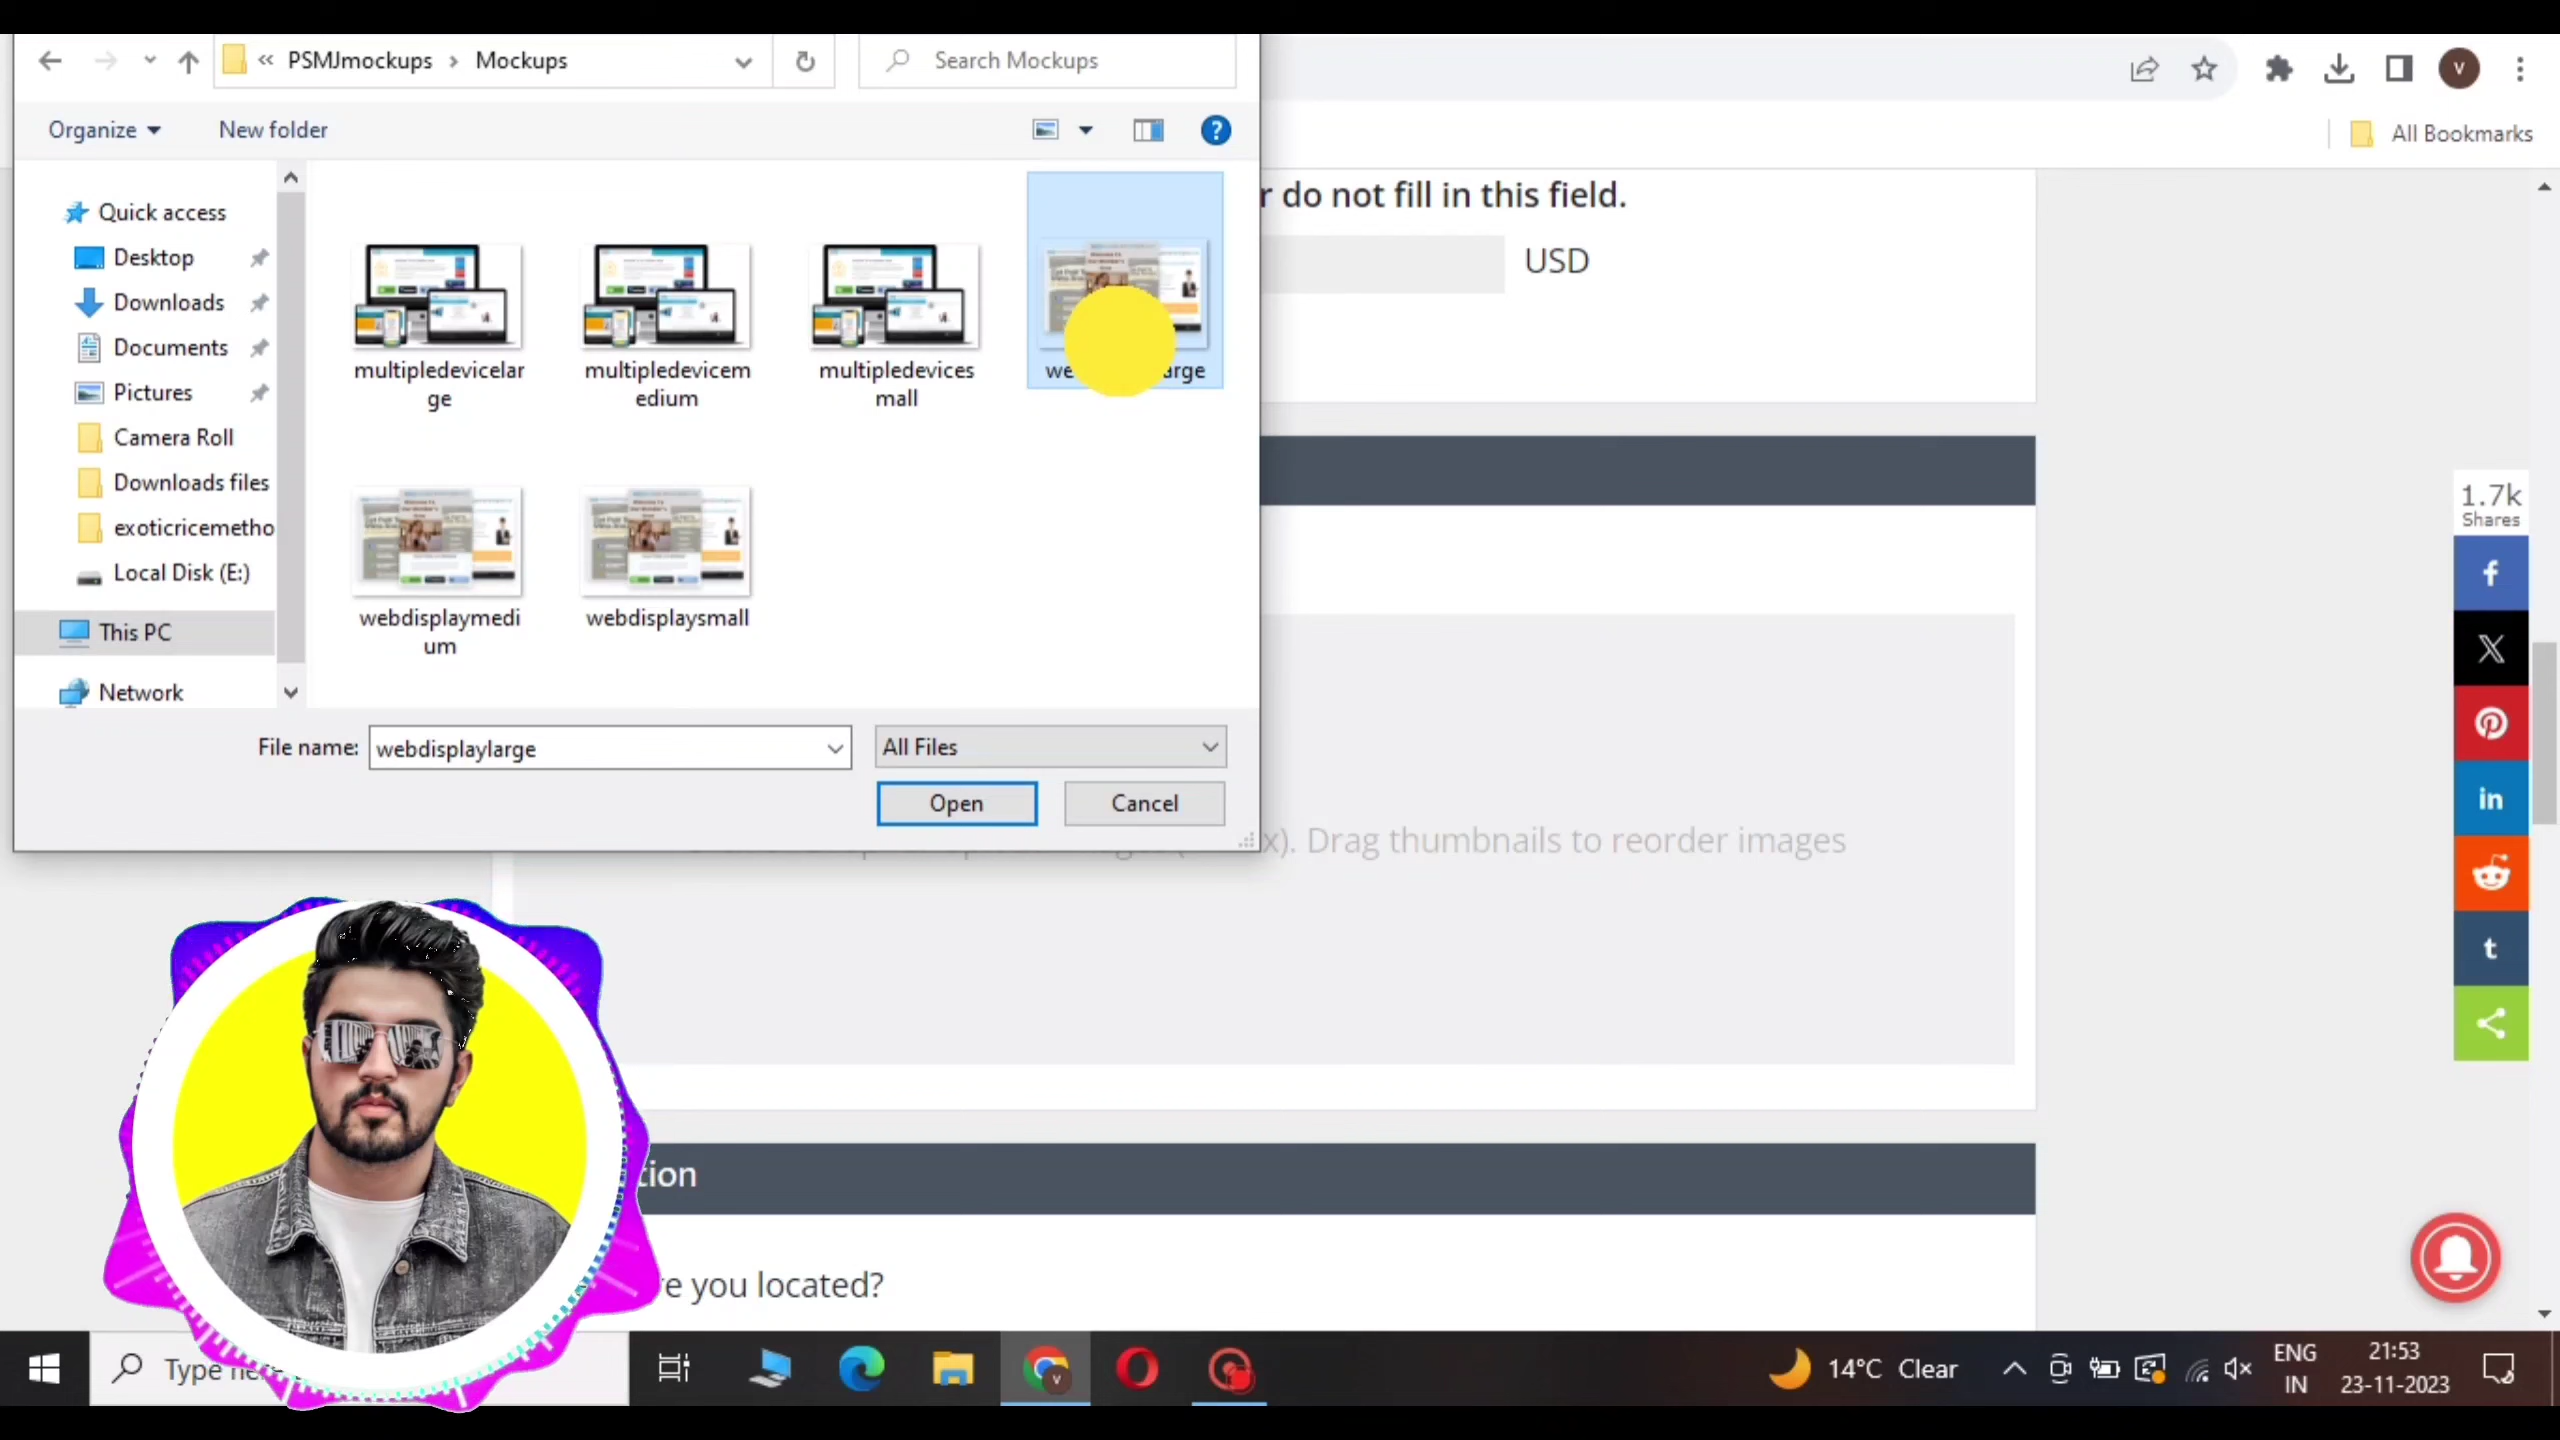 « PSMJmockups › Mockups
Search Mockups
Organize
New folder
All Bookmarks
Quick access
Desktop
Downloads
Documents
Pictures
Camera Roll
Downloads files
exoticricemetho
Local Disk (E:)
This PC
Network
multipledevicelar
ge
multipledevicem
edium
multipledevices
mall
we arge
webdisplaymedi
um
webdisplaysmall
File name: webdisplaylarge
All Files
Open
Cancel
r do not fill in this field.
USD
x). Drag thumbnails to reorder images
tion
re you located?
1.7k
Shares
V
Type here
14°C Clear
ENG
IN
21:53
23-11-2023